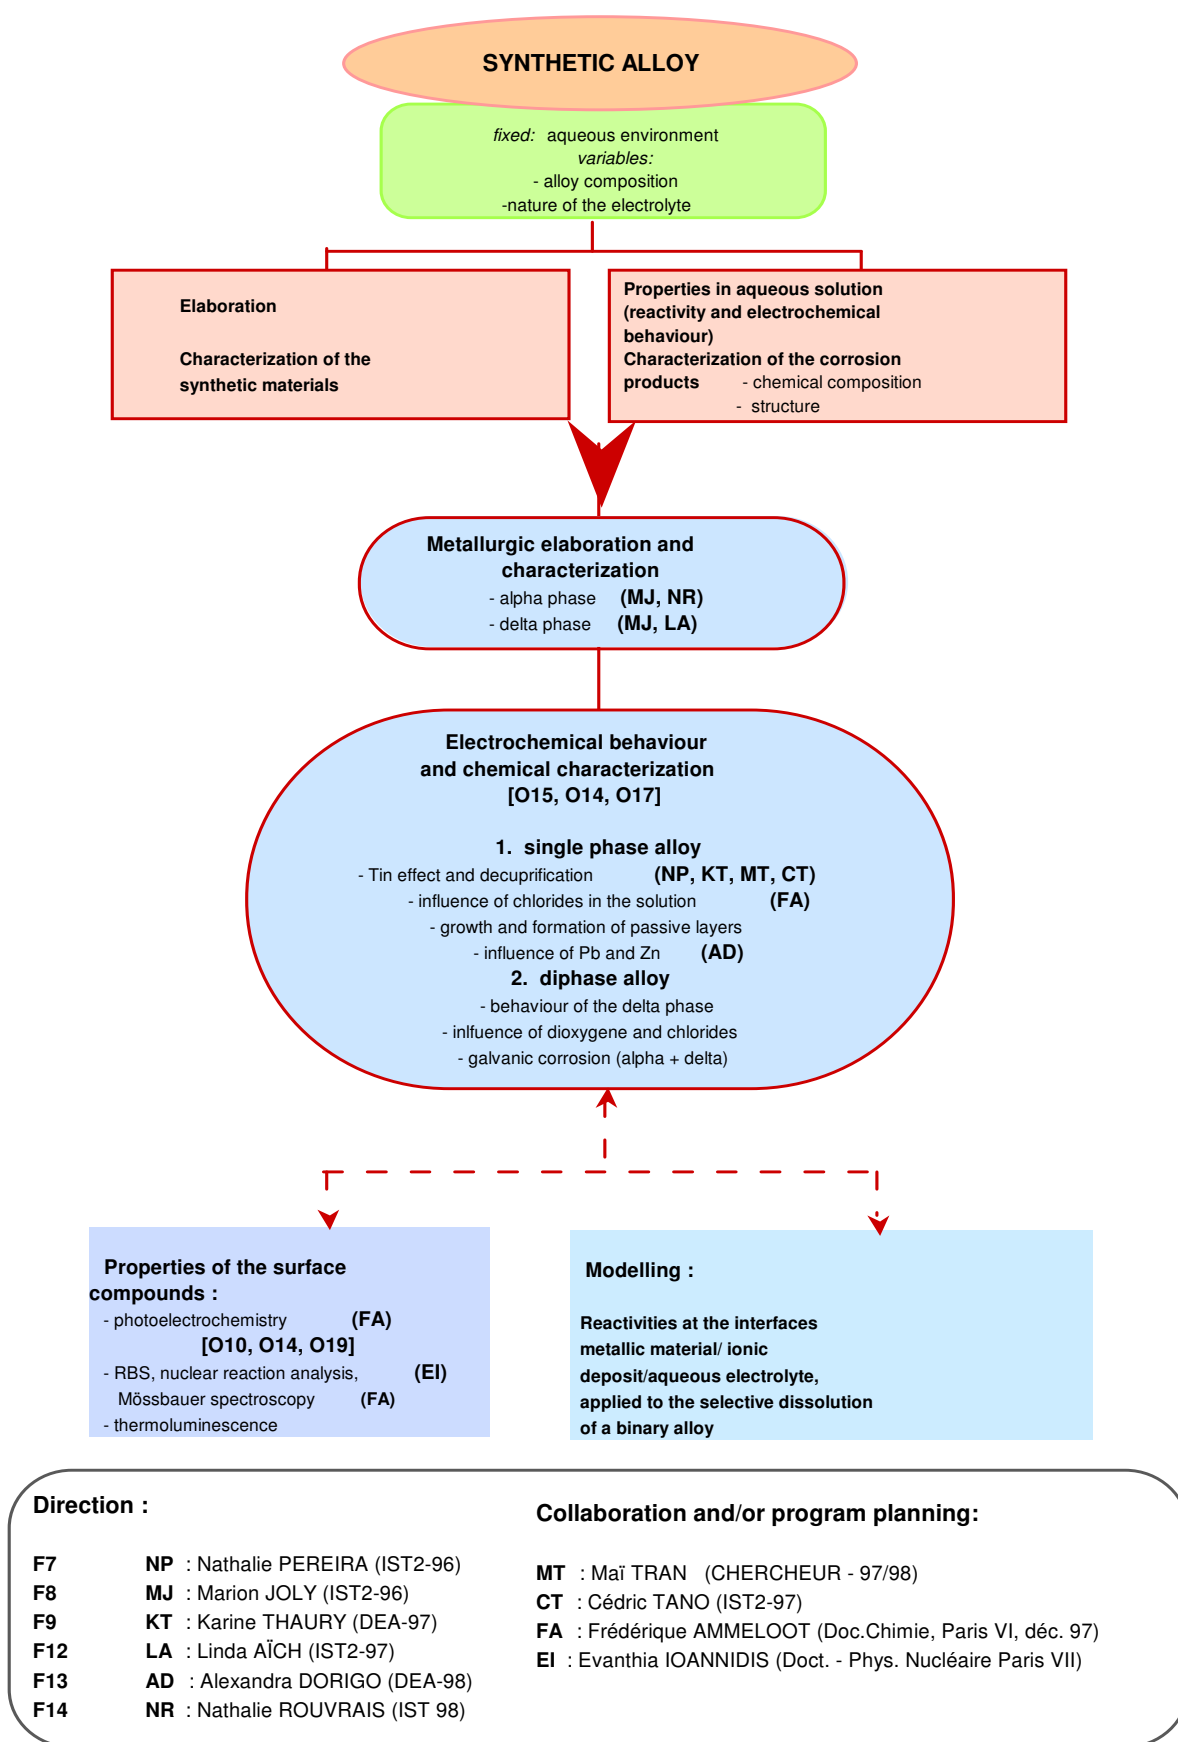 SYNTHETIC ALLOY
fixed: aqueous environment
variables:
- alloy composition
-nature of the electrolyte
Elaboration
Characterization of the
synthetic materials
Properties in aqueous solution
(reactivity and electrochemical
behaviour)
Characterization of the corrosion
products - chemical composition
- structure
Metallurgic elaboration and
characterization
- alpha phase (MJ, NR)
- delta phase (MJ, LA)
Electrochemical behaviour
and chemical characterization
[O15, O14, O17]
1. single phase alloy
- Tin effect and decuprification (NP, KT, MT, CT)
- influence of chlorides in the solution (FA)
- growth and formation of passive layers
- influence of Pb and Zn (AD)
2. diphase alloy
- behaviour of the delta phase
- inlfuence of dioxygene and chlorides
- galvanic corrosion (alpha + delta)
Properties of the surface
compounds :
- photoelectrochemistry (FA)
[O10, O14, O19]
- RBS, nuclear reaction analysis, (EI)
Mössbauer spectroscopy (FA)
- thermoluminescence
Modelling :
Reactivities at the interfaces
metallic material/ ionic
deposit/aqueous electrolyte,
applied to the selective dissolution
of a binary alloy
Direction :
F7 NP : Nathalie PEREIRA (IST2-96)
F8 MJ : Marion JOLY (IST2-96)
F9 KT : Karine THAURY (DEA-97)
F12 LA : Linda AÏCH (IST2-97)
F13 AD : Alexandra DORIGO (DEA-98)
F14 NR : Nathalie ROUVRAIS (IST 98)
Collaboration and/or program planning:
MT : Maï TRAN (CHERCHEUR - 97/98)
CT : Cédric TANO (IST2-97)
FA : Frédérique AMMELOOT (Doc.Chimie, Paris VI, déc. 97)
EI : Evanthia IOANNIDIS (Doct. - Phys. Nucléaire Paris VII)